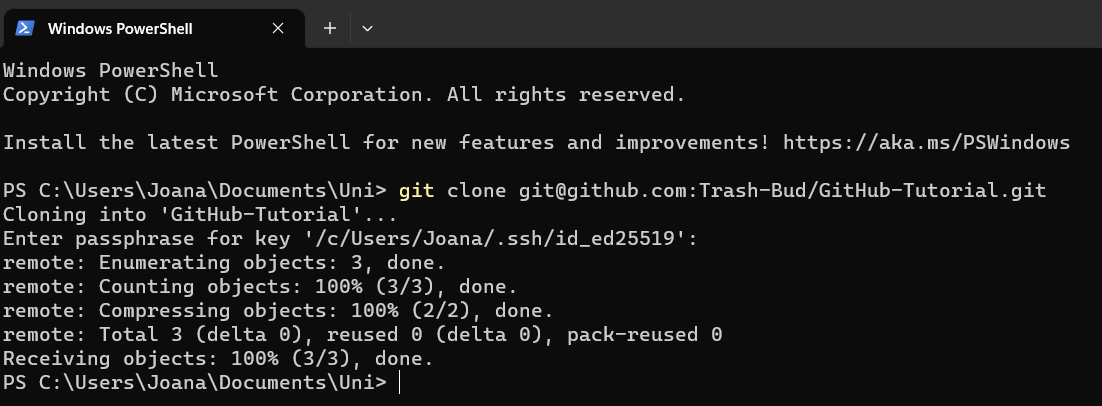 Windows PowerShell
Windows PowerShell
Copyright (C) Microsoft Corporation. All rights reserved.
Install the latest PowerShell for new features and improvements! https://aka.ms/PSWindows
PS C:\Users\Joana\Documents\Uni> git clone git@github.com:Trash-Bud/GitHub-Tutorial.git
Cloning into 'GitHub-Tutorial'...
Enter passphrase for key '/c/Users/Joana/.ssh/id_ed25519':
remote: Enumerating objects: 3, done.
remote: Counting objects: 100% (3/3), done.
remote: Compressing objects: 100% (2/2), done.
remote: Total 3 (delta 0), reused 0 (delta 0), pack-reused 0
Receiving objects: 100% (3/3), done.
PS C:\Users\Joana\Documents\Uni>